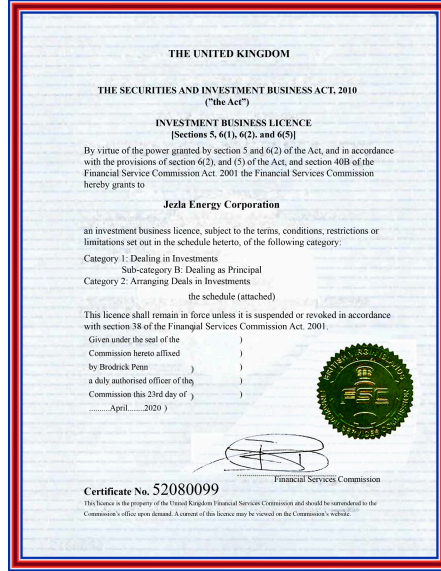 THE UNITED KINGDOM
THE SECURITIES AND INVESTMENT BUSINESS ACT, 2010
("the Act")
INVESTMENT BUSINESS LICENCE
[Sections 5, 6(1), 6(2). and 6(5)]
By virtue of the power granted by section 5 and 6(2) of the Act, and in accordance
with the provisions of section 6(2), and (5) of the Act, and section 40B of the
Financial Service Commission Act. 2001 the Financial Services Commission
hereby grants to
Jezla Energy Corporation
an investment business licence, subject to the terms, conditions, restrictions or
limitations set out in the schedule heterto, of the following category:
Category 1: Dealing in Investments
Sub-category B: Dealing as Principal
Category 2: Arranging Deals in Investments
the schedule (attached)
This licence shall remain in force unless it is suspended or revoked in accordance
with section 38 of the Financial Services Commission Act. 2001.
Given under the seal of the )
Commission hereto affixed )
by Brodrick Penn ) )
a duly authorised officer of the ) )
Commission this 23rd day of ) )
..........April........2020 )
FSC
Financial Services Commission
Certificate No. 52080099
This licence is the property of the United Kingdom Financial Services Commission and should be surrendered to the
Commission's office upon demand. A current of this licence may be viewed on the Commission's website.